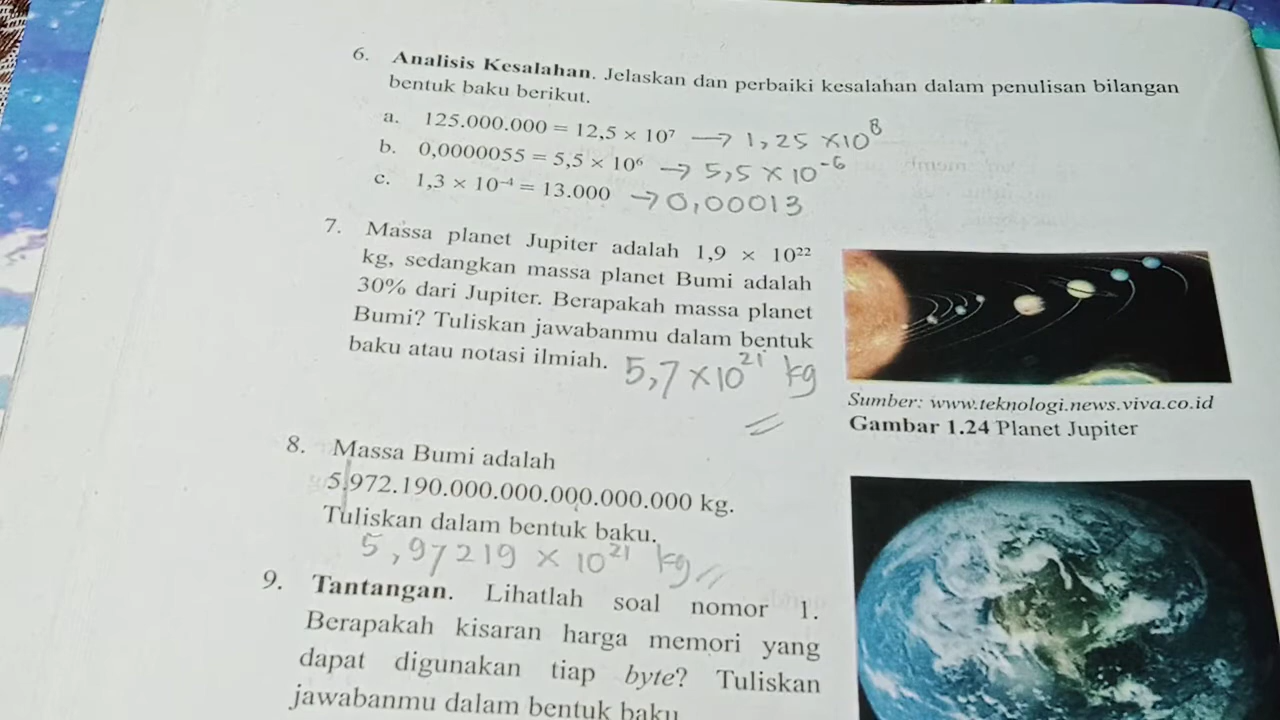 6. Analisis Kesalahan. Jelaskan dan perbaiki kesalahan dalam penulisan bilangan
bentuk baku berikut.
a. 125.000.000 = 12,5 × 10⁷ → 1,25 × 10⁸
b. 0,0000055 = 5,5 × 10⁶ → 5,5 × 10⁻⁶
c. 1,3 × 10⁻⁴ = 13.000 → 0,00013
7. Massa planet Jupiter adalah 1,9 × 10²²
kg, sedangkan massa planet Bumi adalah
30% dari Jupiter. Berapakah massa planet
Bumi? Tuliskan jawabanmu dalam bentuk
baku atau notasi ilmiah. 5,7 × 10²¹ kg
Sumber: www.teknologi.news.viva.co.id
Gambar 1.24 Planet Jupiter
8. Massa Bumi adalah
5.972.190.000.000.000.000.000 kg.
Tuliskan dalam bentuk baku.
5,97219 × 10²¹ kg
9. Tantangan. Lihatlah soal nomor 1.
Berapakah kisaran harga memori yang
dapat digunakan tiap byte? Tuliskan
jawabanmu dalam bentuk baku